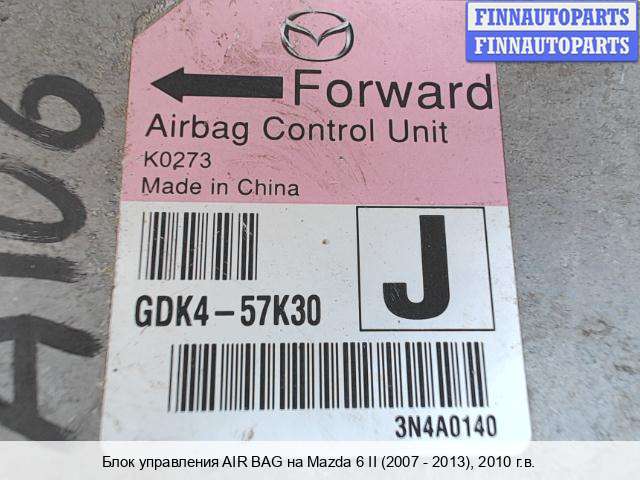 FINNAUTOPARTS
FINNAUTOPARTS
Forward
Airbag Control Unit
K0273
Made in China
J
GDK4-57K30
3N4A0140
A106
Блок управления AIR BAG на Mazda 6 II (2007 - 2013), 2010 г.в.